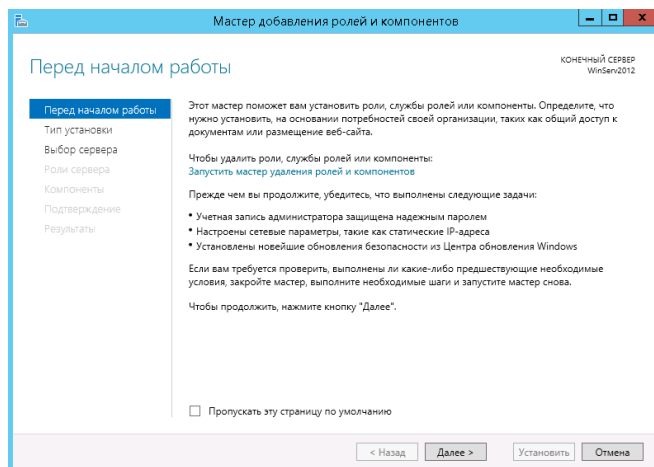 Мастер добавления ролей и компонентов
Перед началом работы
КОНЕЧНЫЙ СЕРВЕР
WinServ2012
Перед началом работы
Тип установки
Выбор сервера
Роли сервера
Компоненты
Подтверждение
Результаты
Этот мастер поможет вам установить роли, службы ролей или компоненты. Определите, что
нужно установить, на основании потребностей своей организации, таких как общий доступ к
документам или размещение веб-сайта.
Чтобы удалить роли, службы ролей или компоненты:
Запустить мастер удаления ролей и компонентов
Прежде чем вы продолжите, убедитесь, что выполнены следующие задачи:
• Учетная запись администратора защищена надежным паролем
• Настроены сетевые параметры, такие как статические IP-адреса
• Установлены новейшие обновления безопасности из Центра обновления Windows
Если вам требуется проверить, выполнены ли какие-либо предшествующие необходимые
условия, закройте мастер, выполните необходимые шаги и запустите мастер снова.
Чтобы продолжить, нажмите кнопку "Далее".
Пропускать эту страницу по умолчанию
< Назад
Далее >
Установить
Отмена